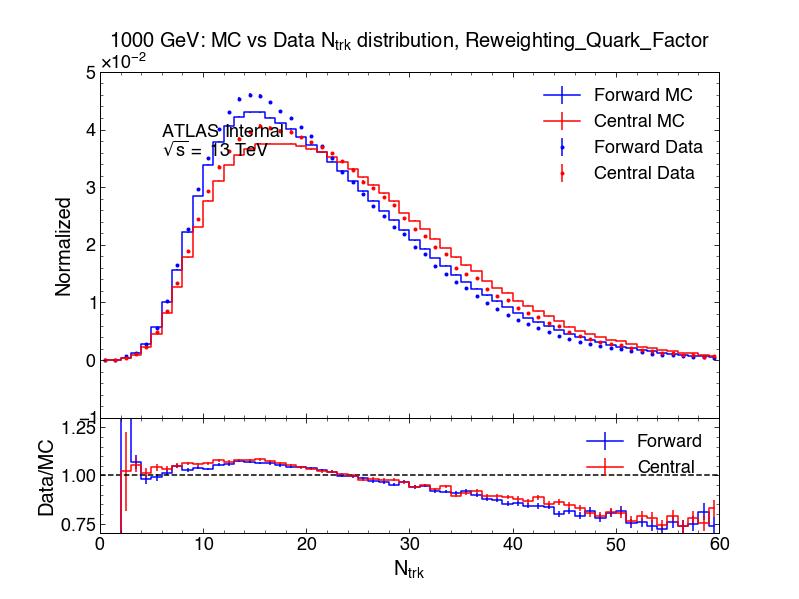 1000 GeV: MC vs Data N_trk distribution, Reweighting_Quark_Factor
×10⁻²
5
4
3
2
1
0
−1
Normalized
ATLAS Internal
√s = 13 TeV
Forward MC
Central MC
Forward Data
Central Data
1.25
1.00
0.75
Data/MC
Forward
Central
0 10 20 30 40 50 60
N_trk